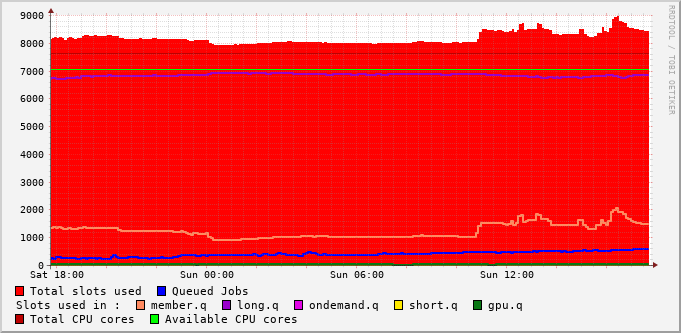 9000
8000
7000
6000
5000
4000
3000
2000
1000
0
Sat 18:00 Sun 00:00 Sun 06:00 Sun 12:00
RRDTOOL / TOBI OETIKER
Total slots used Queued Jobs
Slots used in : member.q long.q ondemand.q short.q gpu.q
Total CPU cores Available CPU cores